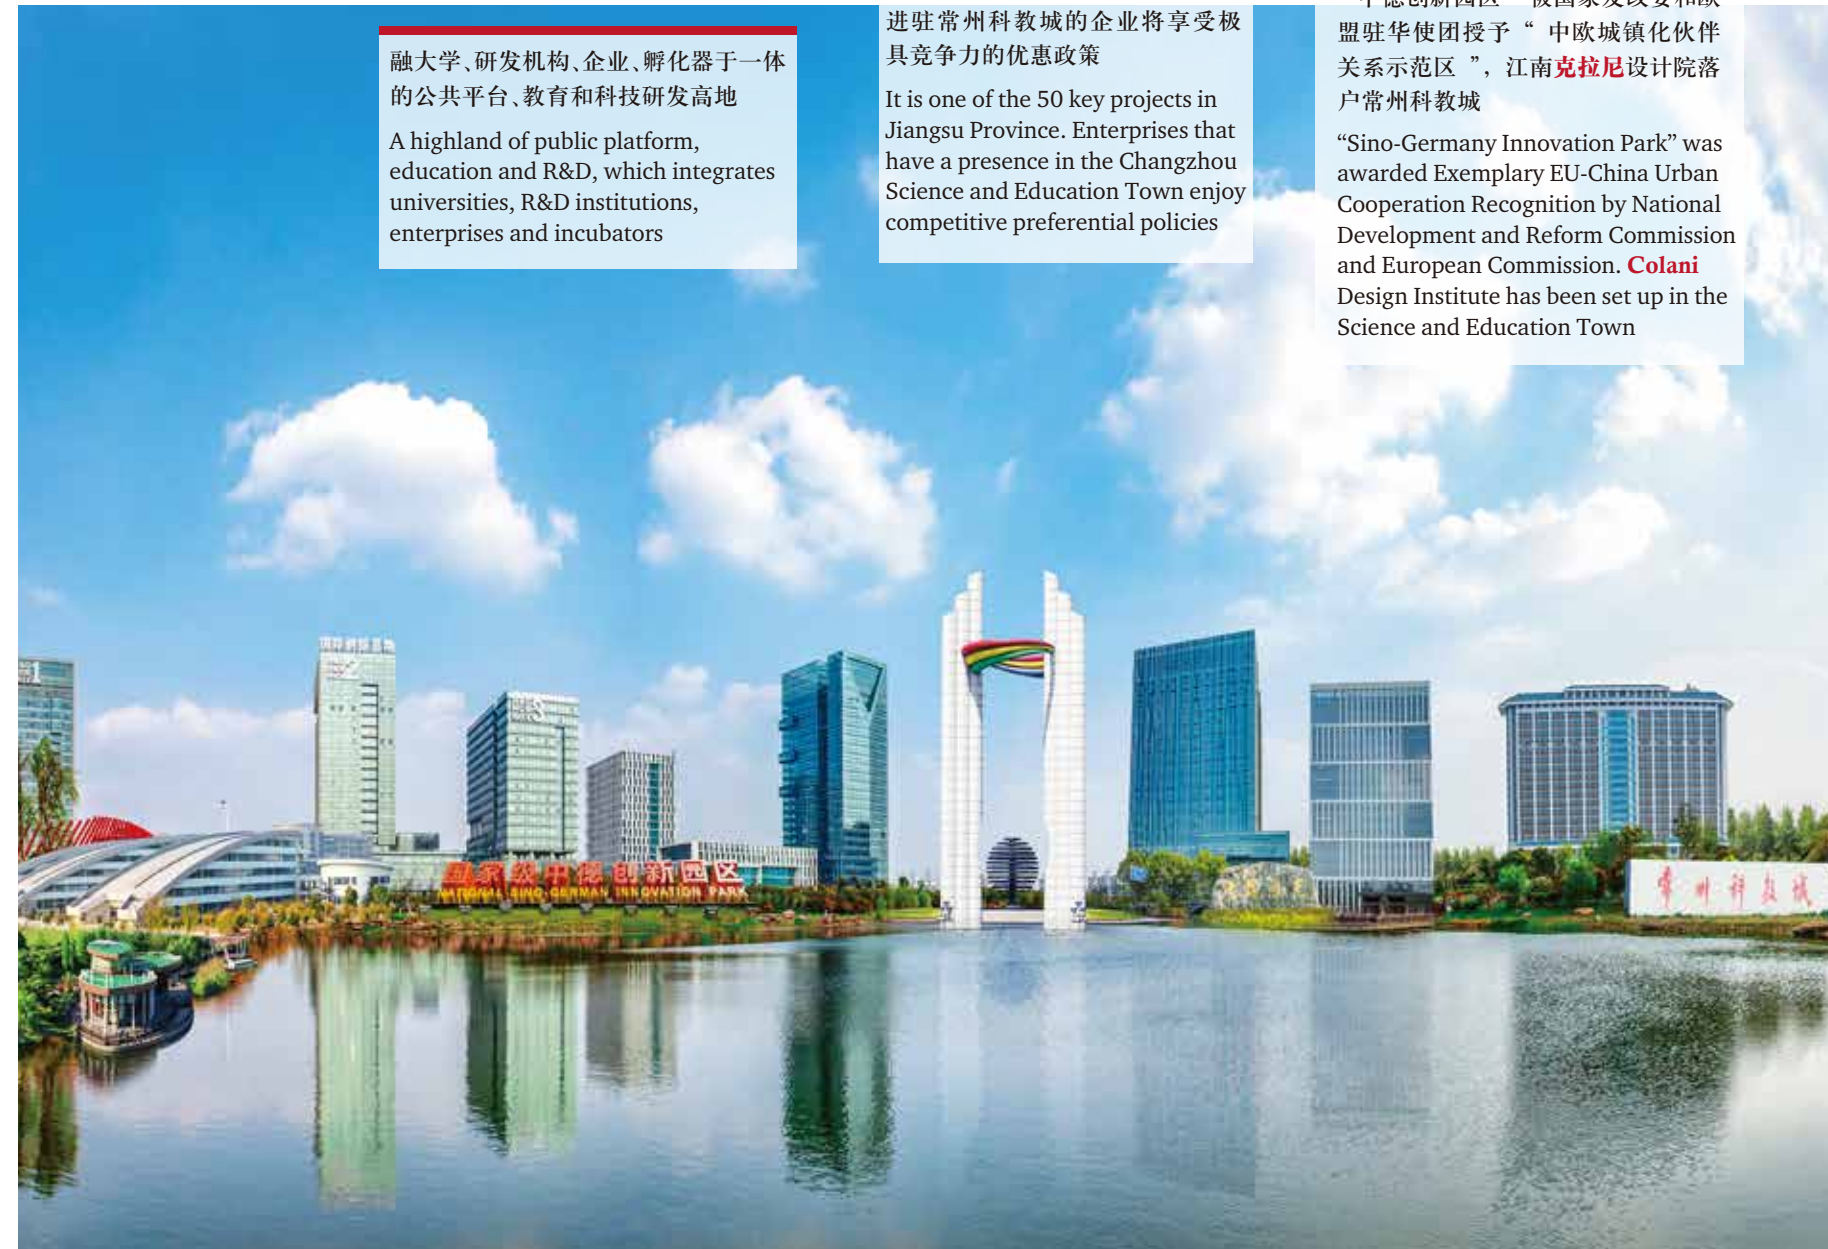 融大学、研发机构、企业、孵化器于一体
的公共平台、教育和科技研发高地
A highland of public platform,
education and R&D, which integrates
universities, R&D institutions,
enterprises and incubators
进驻常州科教城的企业将享受极
具竞争力的优惠政策
It is one of the 50 key projects in
Jiangsu Province. Enterprises that
have a presence in the Changzhou
Science and Education Town enjoy
competitive preferential policies
盟驻华使团授予“ 中欧城镇化伙伴
关系示范区 ”，江南克拉尼设计院落
户常州科教城
“Sino-Germany Innovation Park” was
awarded Exemplary EU-China Urban
Cooperation Recognition by National
Development and Reform Commission
and European Commission. Colani
Design Institute has been set up in the
Science and Education Town
国家级中德创新园区
NATIONAL SINO-GERMAN INNOVATION PARK
常州科教城